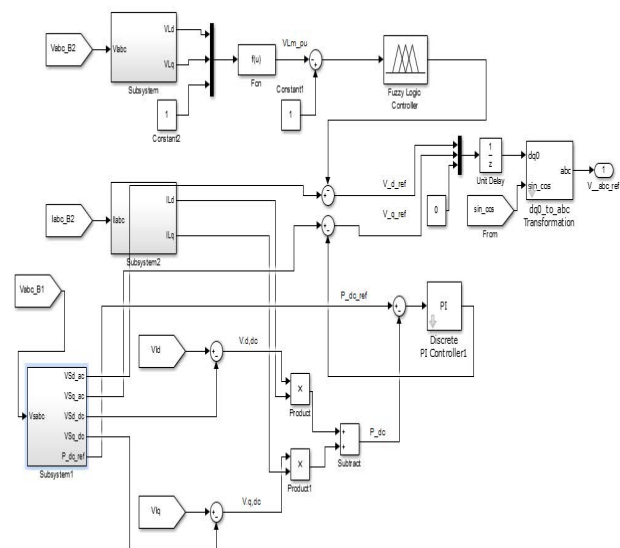 Vabc_B2
Vlabc
VLd
VLq
Subsystem
1
Constant2
f(u)
Fcn
VLm_pu
Constant1
1
Fuzzy Logic
Controller
V_d_ref
V_q_ref
0
1
z
Unit Delay
sin_cos
From
dq0
sin_cos
abc
dq0_to_abc
Transformation
1
V_abc_ref
Iabc_B2
Ilabc
ILd
ILq
Subsystem2
Vabc_B1
P_dc_ref
PI
Discrete
PI Controller1
Vsabc
VSd_ac
VSq_ac
VSd_dc
VSq_dc
P_dc_ref
Subsystem1
Vld
V.d,dc
X
Product
X
Product1
Subtract
P_dc
Vlq
V.q,dc